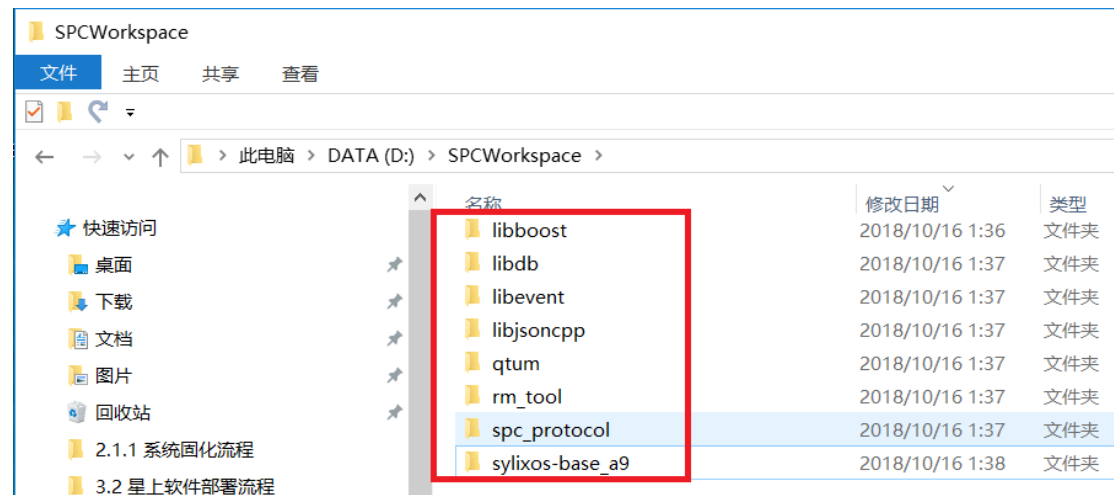 SPCWorkspace
文件 主页 共享 查看
此电脑 > DATA (D:) > SPCWorkspace >
名称 修改日期 类型
快速访问
桌面
下载
文档
图片
回收站
2.1.1 系统固化流程
3.2 星上软件部署流程
libboost 2018/10/16 1:36 文件夹
libdb 2018/10/16 1:37 文件夹
libevent 2018/10/16 1:37 文件夹
libjsoncpp 2018/10/16 1:37 文件夹
qtum 2018/10/16 1:37 文件夹
rm_tool 2018/10/16 1:37 文件夹
spc_protocol 2018/10/16 1:37 文件夹
sylixos-base_a9 2018/10/16 1:38 文件夹